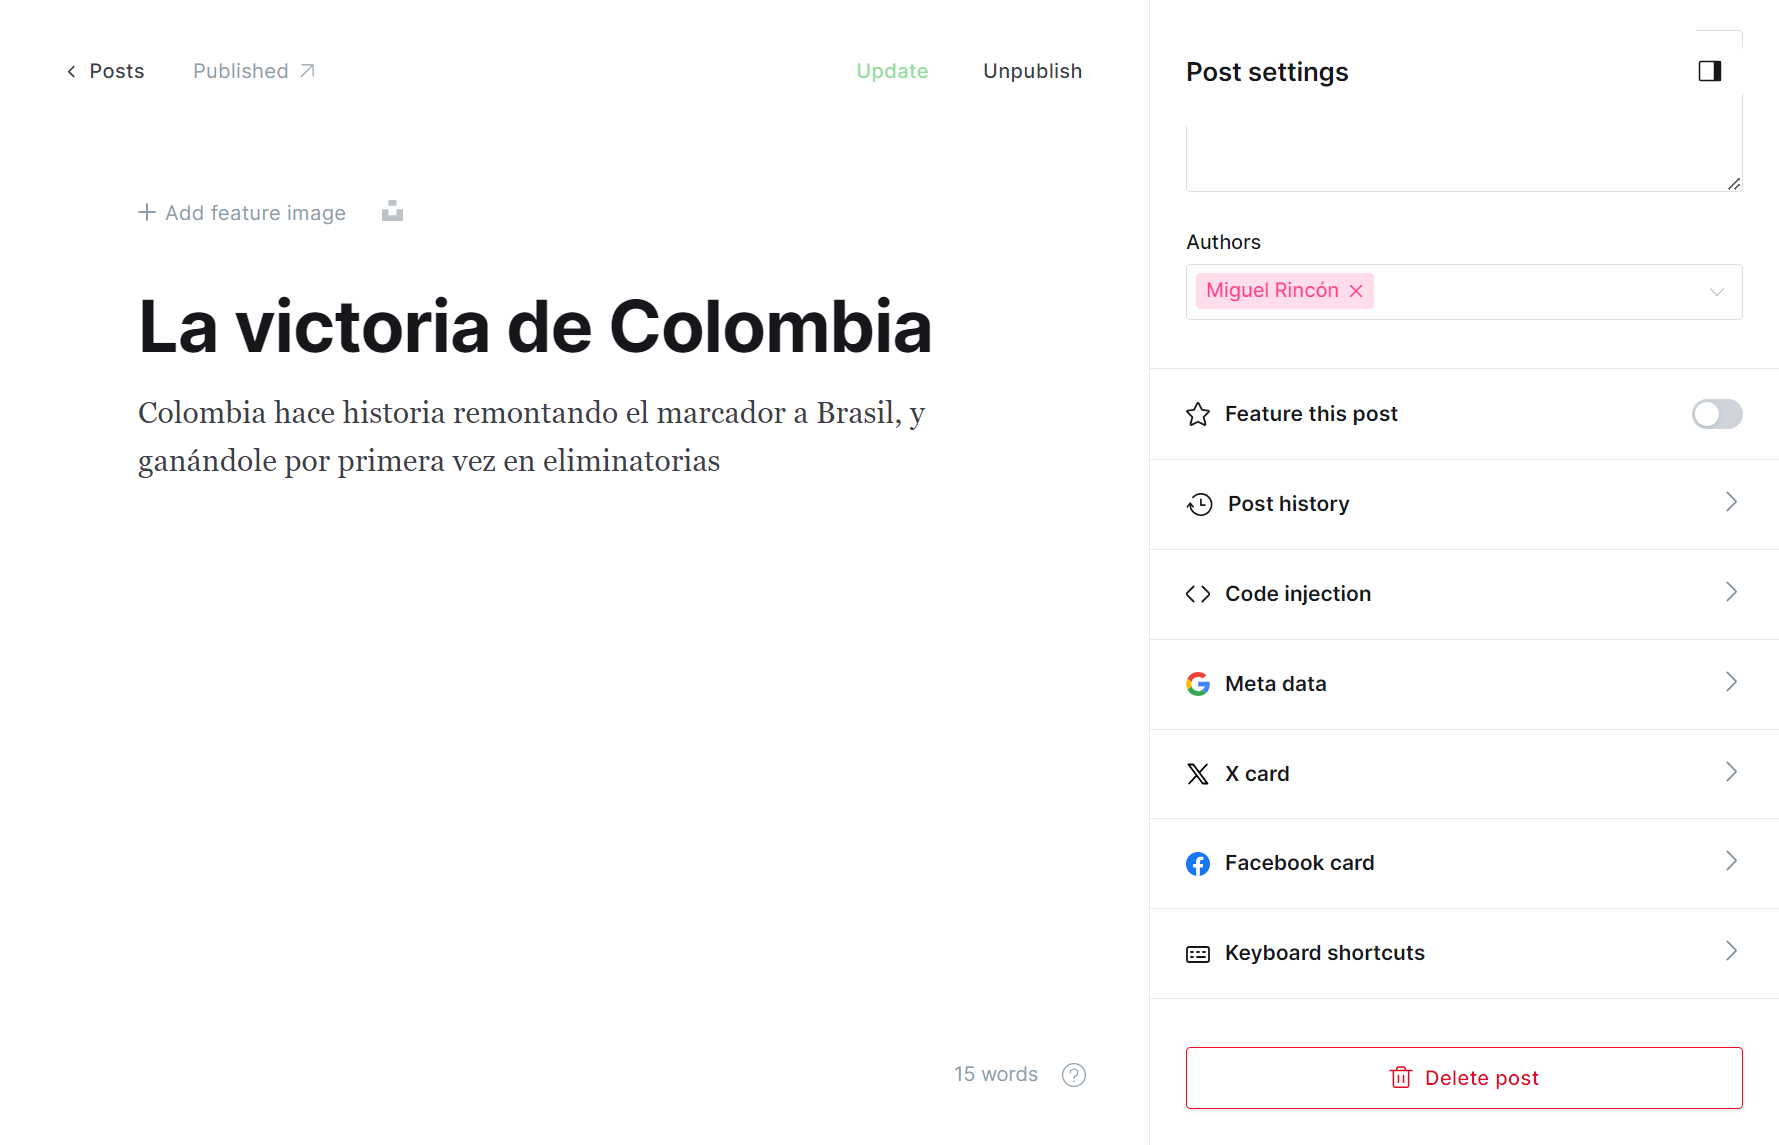 Posts
Published
Update
Unpublish
Add feature image
La victoria de Colombia
Colombia hace historia remontando el marcador a Brasil, y
ganándole por primera vez en eliminatorias
15 words
Post settings
Authors
Miguel Rincón
Feature this post
Post history
Code injection
Meta data
X card
Facebook card
Keyboard shortcuts
Delete post